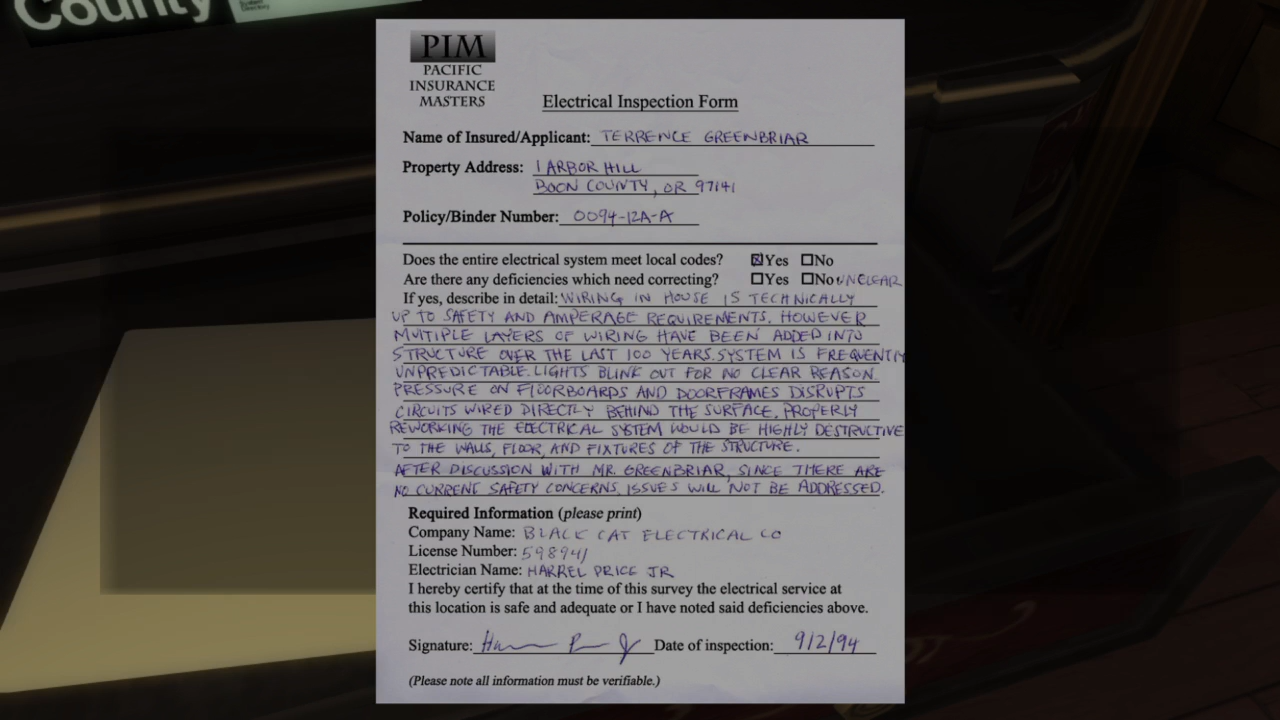 County
PIM
PACIFIC
INSURANCE
MASTERS
Electrical Inspection Form
Name of Insured/Applicant: TERRENCE GREENBRIAR
Property Address: 1 ARBOR HILL
BOON COUNTY, OR 97141
Policy/Binder Number: 0094-12A-A
Does the entire electrical system meet local codes? ☒Yes ☐No
Are there any deficiencies which need correcting? ☐Yes ☐No UNCLEAR
If yes, describe in detail: WIRING IN HOUSE IS TECHNICALLY
UP TO SAFETY AND AMPERAGE REQUIREMENTS. HOWEVER
MULTIPLE LAYERS OF WIRING HAVE BEEN ADDED INTO
STRUCTURE OVER THE LAST 100 YEARS. SYSTEM IS FREQUENTLY
UNPREDICTABLE. LIGHTS BLINK OUT FOR NO CLEAR REASON.
PRESSURE ON FLOORBOARDS AND DOORFRAMES DISRUPTS
CIRCUITS WIRED DIRECTLY BEHIND THE SURFACE. PROPERLY
REWORKING THE ELECTRICAL SYSTEM WOULD BE HIGHLY DESTRUCTIVE
TO THE WALLS, FLOOR, AND FIXTURES OF THE STRUCTURE.
AFTER DISCUSSION WITH MR. GREENBRIAR, SINCE THERE ARE
NO CURRENT SAFETY CONCERNS, ISSUES WILL NOT BE ADDRESSED.
Required Information (please print)
Company Name: BLACK CAT ELECTRICAL CO
License Number: 598941
Electrician Name: HARREL PRICE JR
I hereby certify that at the time of this survey the electrical service at
this location is safe and adequate or I have noted said deficiencies above.
Signature: Date of inspection: 9/2/94
(Please note all information must be verifiable.)